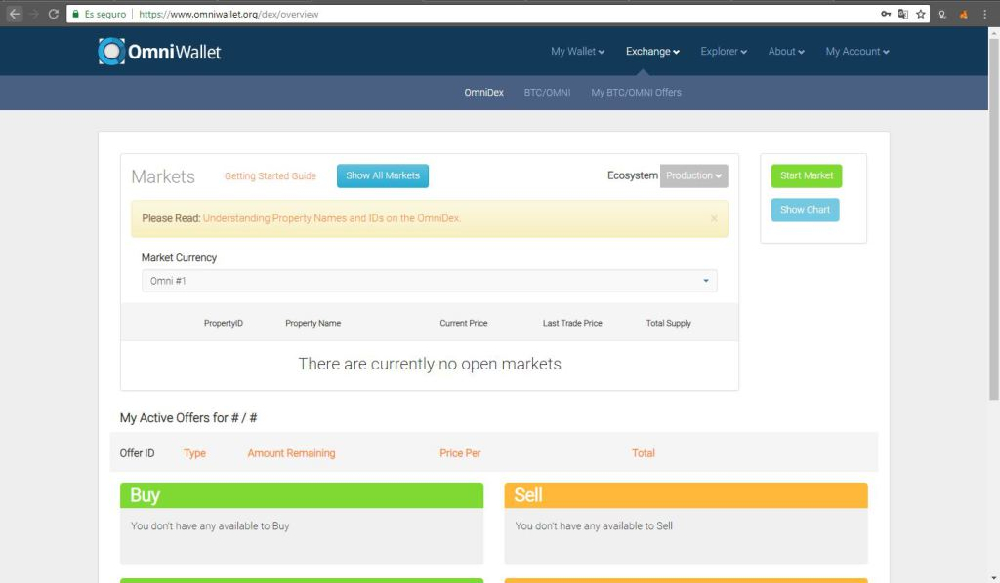 Es seguro | https://www.omniwallet.org/dex/overview
OmniWallet
My Wallet Exchange Explorer About My Account
OmniDex BTC/OMNI My BTC/OMNI Offers
Markets Getting Started Guide Show All Markets Ecosystem Production
Start Market
Show Chart
Please Read: Understanding Property Names and IDs on the OmniDex. ×
Market Currency
Omni #1
PropertyID Property Name Current Price Last Trade Price Total Supply
There are currently no open markets
My Active Offers for # / #
Offer ID Type Amount Remaining Price Per Total
Buy Sell
You don't have any available to Buy You don't have any available to Sell